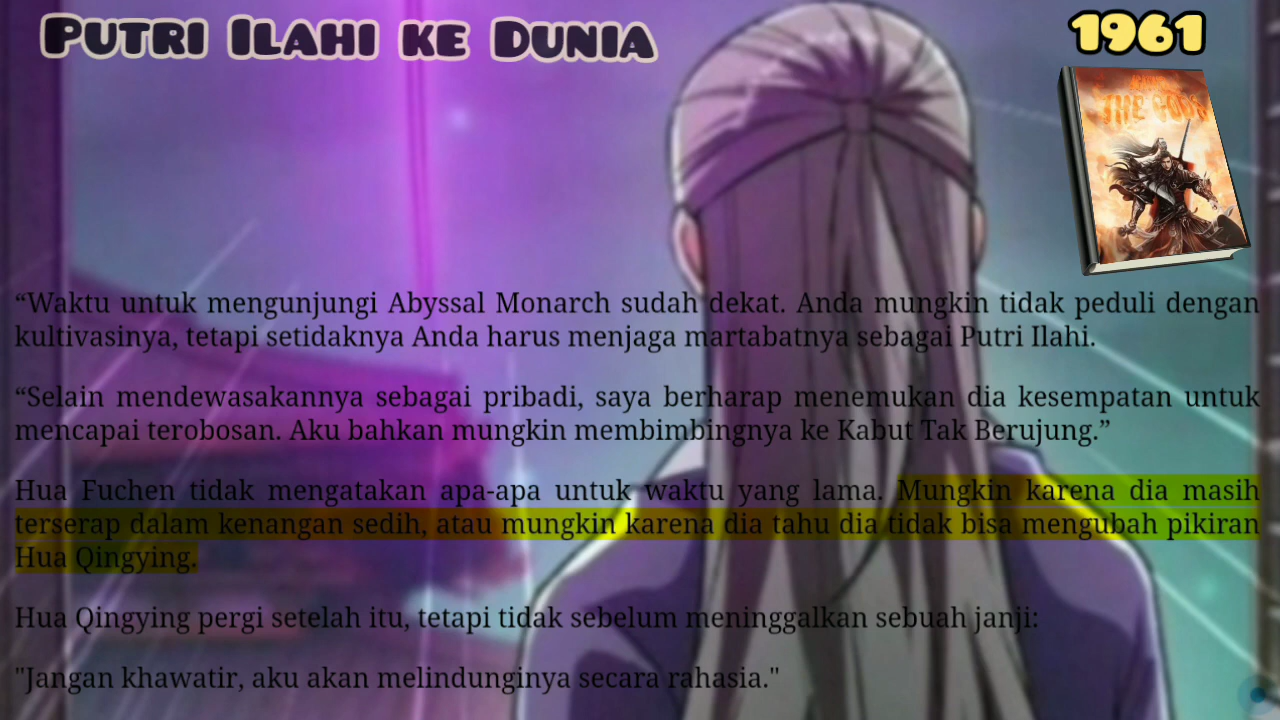 Putri Ilahi ke Dunia
1961
AGAINST
THE GODS
“Waktu untuk mengunjungi Abyssal Monarch sudah dekat. Anda mungkin tidak peduli dengan
kultivasinya, tetapi setidaknya Anda harus menjaga martabatnya sebagai Putri Ilahi.
“Selain mendewasakannya sebagai pribadi, saya berharap menemukan dia kesempatan untuk
mencapai terobosan. Aku bahkan mungkin membimbingnya ke Kabut Tak Berujung.”
Hua Fuchen tidak mengatakan apa-apa untuk waktu yang lama. Mungkin karena dia masih
terserap dalam kenangan sedih, atau mungkin karena dia tahu dia tidak bisa mengubah pikiran
Hua Qingying.
Hua Qingying pergi setelah itu, tetapi tidak sebelum meninggalkan sebuah janji:
"Jangan khawatir, aku akan melindunginya secara rahasia."